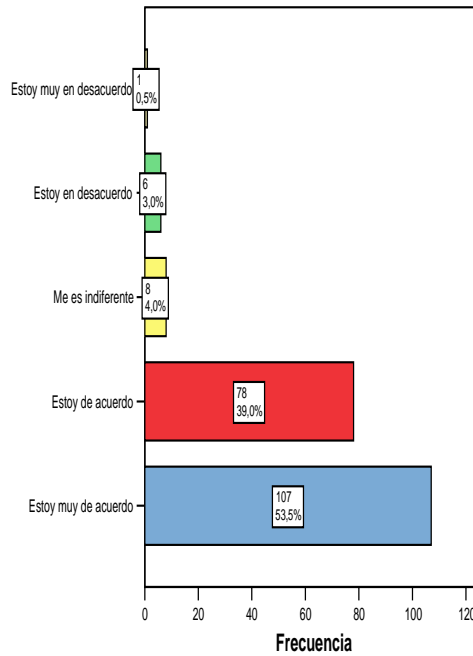 Estoy muy en desacuerdo
1
0,5%
Estoy en desacuerdo
6
3,0%
Me es indiferente
8
4,0%
Estoy de acuerdo
78
39,0%
Estoy muy de acuerdo
107
53,5%
0 20 40 60 80 100 120
Frecuencia